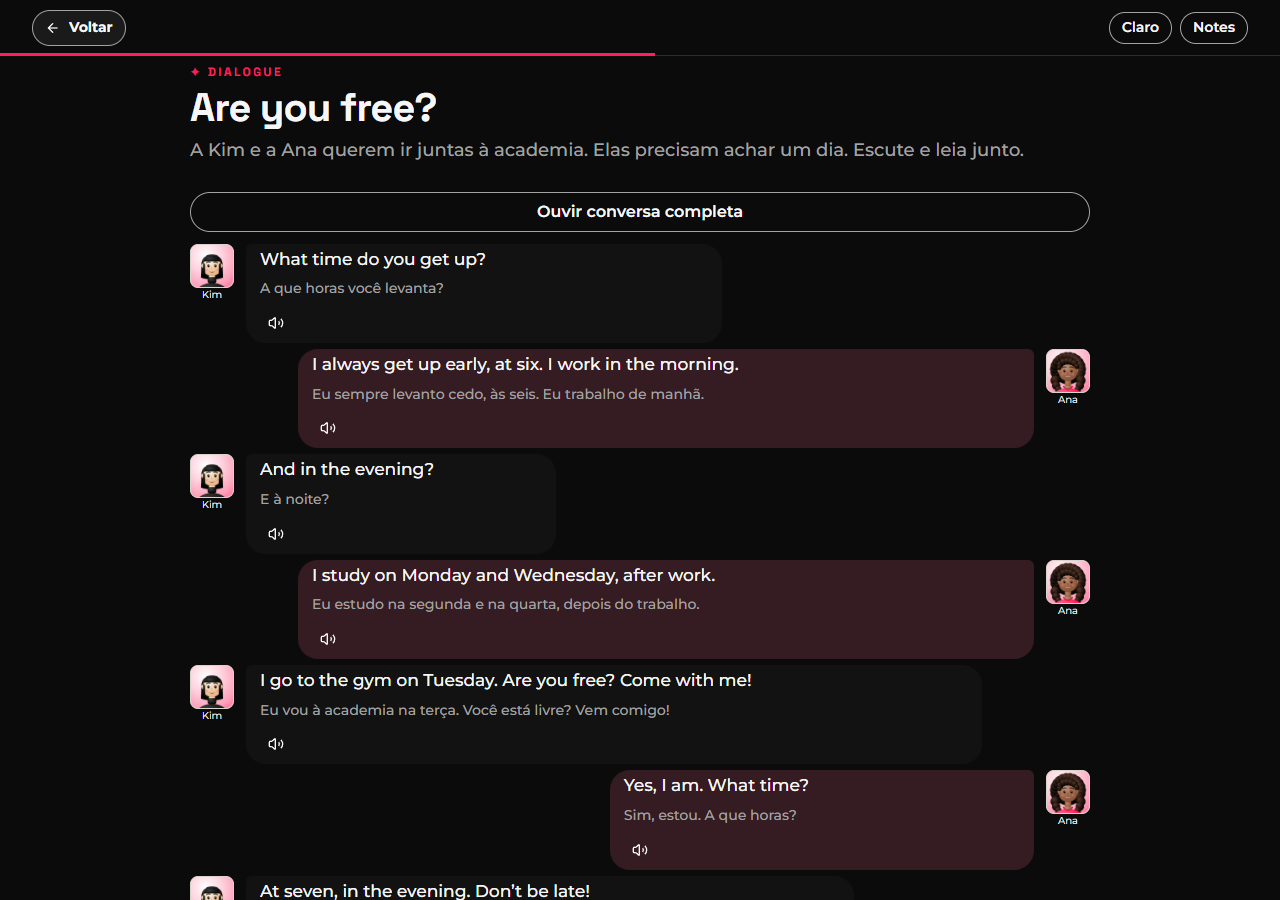 ← Voltar
Claro
Notes
✦ DIALOGUE
Are you free?
A Kim e a Ana querem ir juntas à academia. Elas precisam achar um dia. Escute e leia junto.
Ouvir conversa completa
What time do you get up?
A que horas você levanta?
Kim
I always get up early, at six. I work in the morning.
Eu sempre levanto cedo, às seis. Eu trabalho de manhã.
Ana
And in the evening?
E à noite?
Kim
I study on Monday and Wednesday, after work.
Eu estudo na segunda e na quarta, depois do trabalho.
Ana
I go to the gym on Tuesday. Are you free? Come with me!
Eu vou à academia na terça. Você está livre? Vem comigo!
Kim
Yes, I am. What time?
Sim, estou. A que horas?
Ana
At seven, in the evening. Don’t be late!